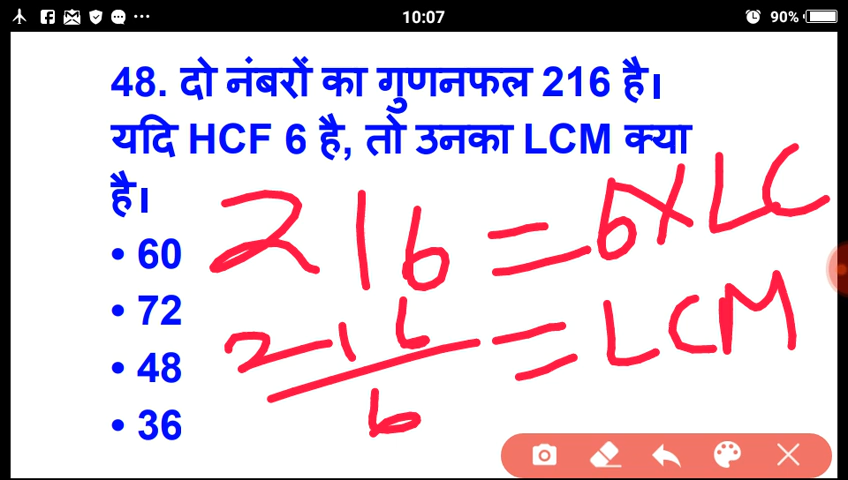 10:07
90%
48. दो नंबरों का गुणनफल 216 है।
यदि HCF 6 है, तो उनका LCM क्या
है।
216 = 6 X LC
• 60
• 72
216 = LCM
6
• 48
• 36